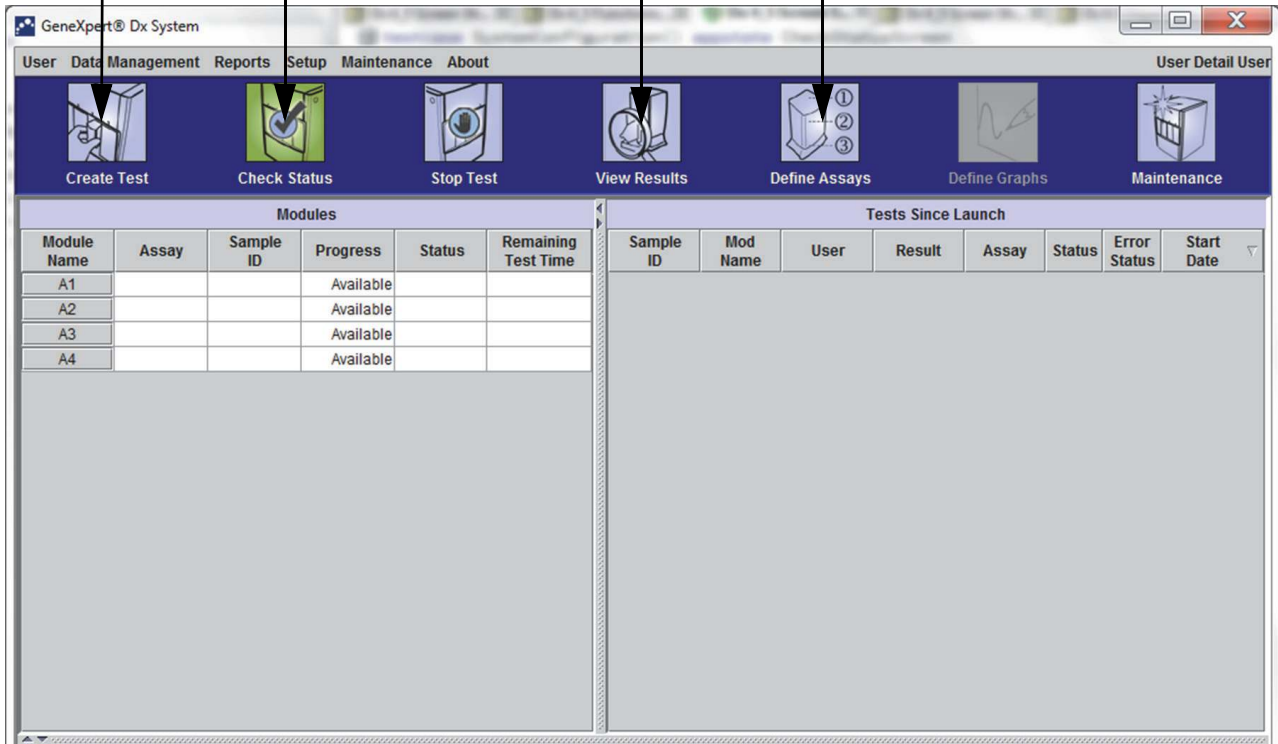 GeneXpert® Dx System
User Data Management Reports Setup Maintenance About User Detail User
Create Test Check Status Stop Test View Results Define Assays Define Graphs Maintenance
① ② ③
Modules
Module Name Assay Sample ID Progress Status Remaining Test Time
A1 Available
A2 Available
A3 Available
A4 Available
Tests Since Launch
Sample ID Mod Name User Result Assay Status Error Status Start Date